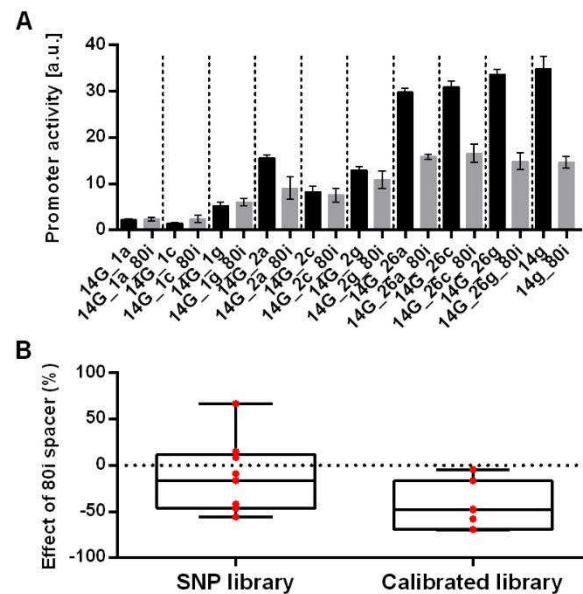 A
Promoter activity [a.u.]
40
30
20
10
0
14G_1a
14G_1a_80i
14G_1c
14G_1c_80i
14G_1g
14G_1g_80i
14G_2a
14G_2a_80i
14G_2c
14G_2c_80i
14G_2g
14G_2g_80i
14G_26a
14G_26a_80i
14G_26c
14G_26c_80i
14G_26g
14G_26g_80i
14g
14g_80i
B
Effect of 80i spacer (%)
100
50
0
-50
-100
SNP library
Calibrated library